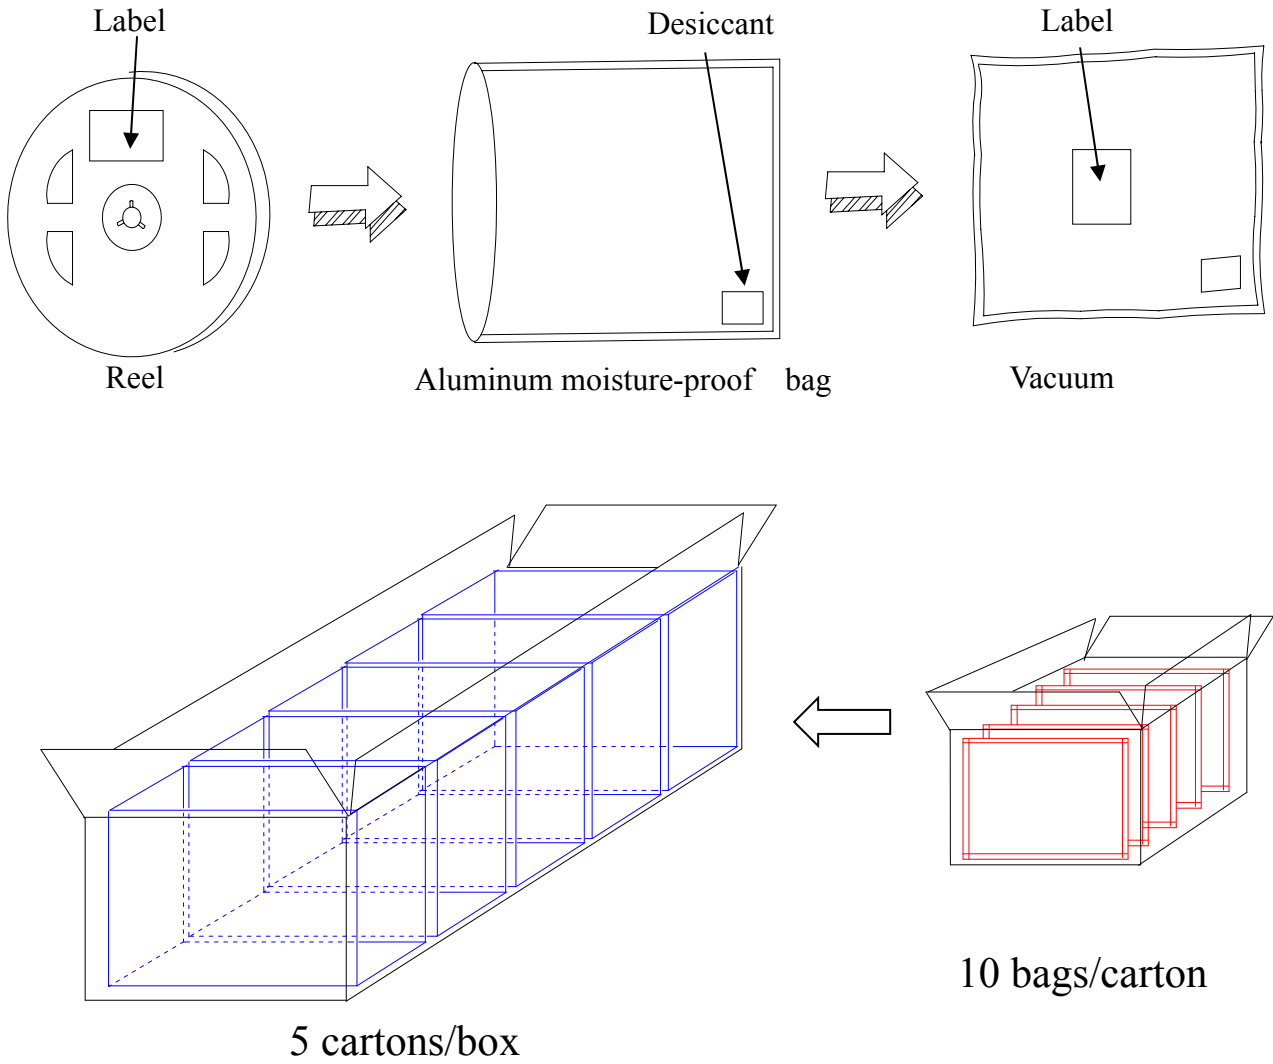 Label
Desiccant
Label
Reel
Aluminum moisture-proof bag
Vacuum
10 bags/carton
5 cartons/box